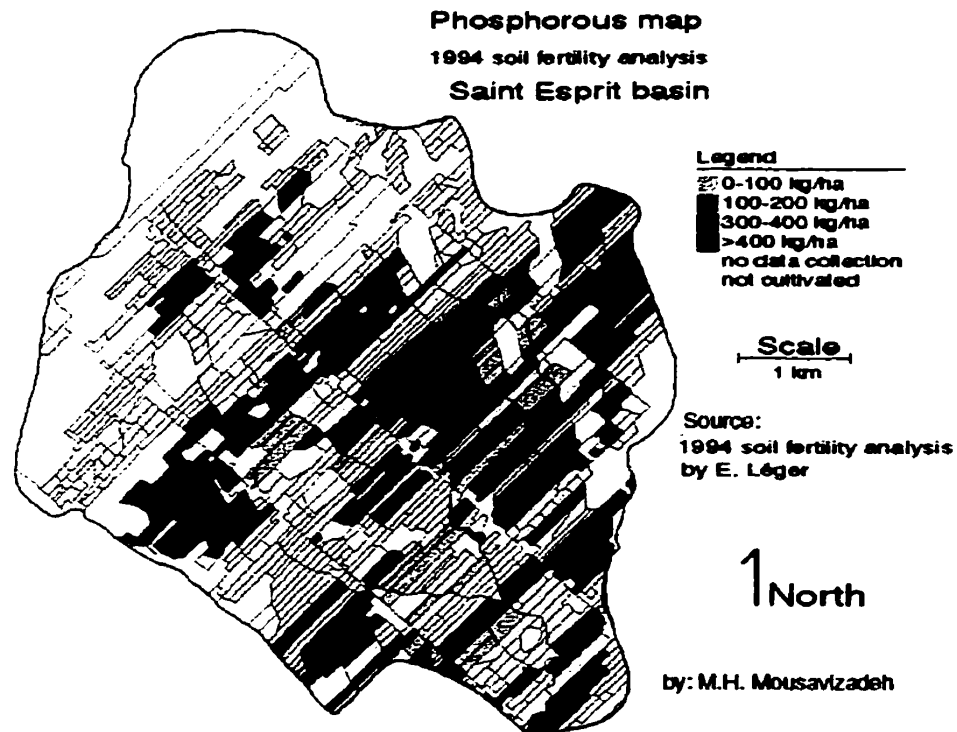 Phosphorous map
1994 soil fertility analysis
Saint Esprit basin
Legend
0-100 kg/ha
100-200 kg/ha
300-400 kg/ha
>400 kg/ha
no data collection
not cultivated
Scale
1 km
Source:
1994 soil fertility analysis
by E. Léger
North
by: M.H. Mousavizadeh